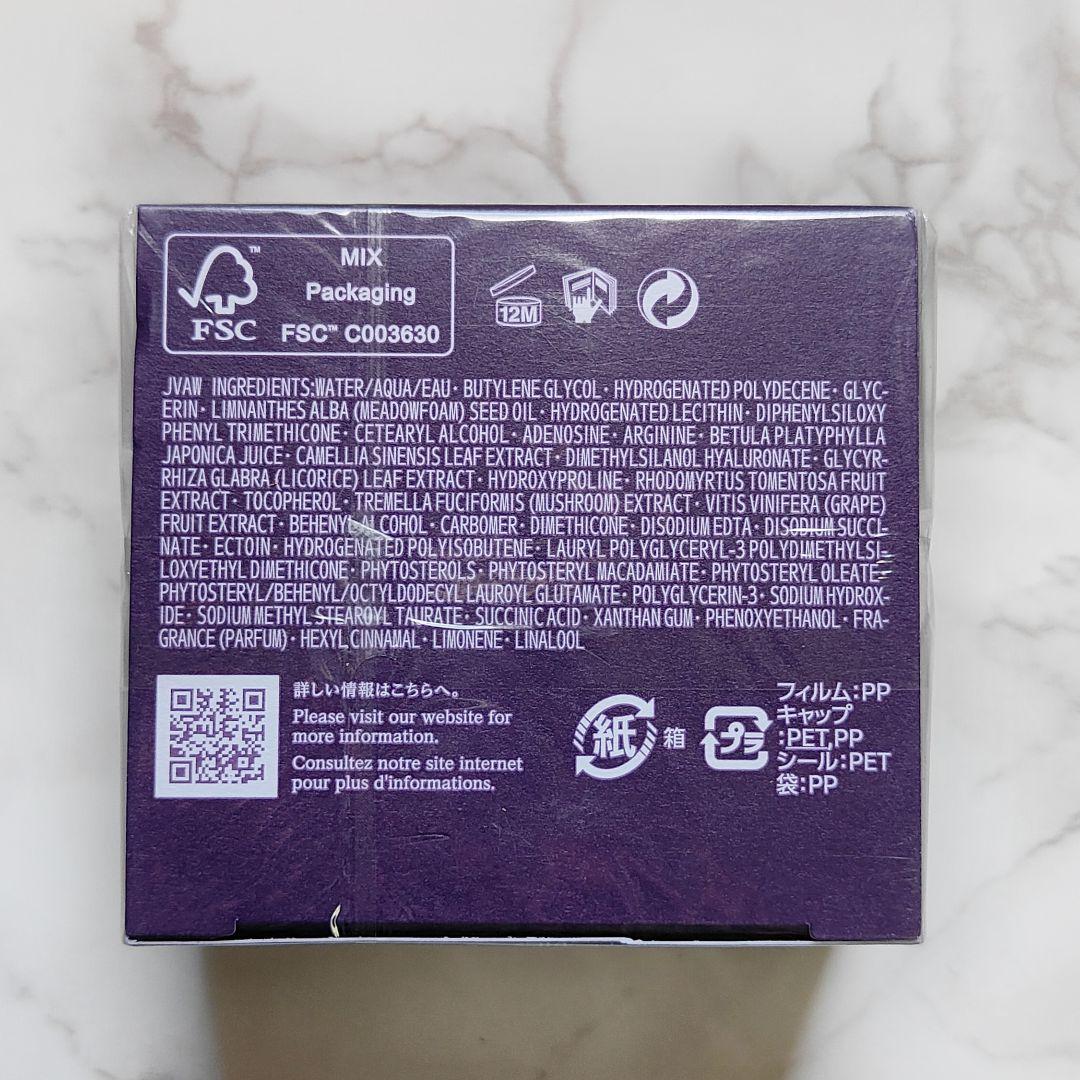 MIX
Packaging
FSC™ C003630
™
FSC
12M
JVAW INGREDIENTS:WATER/AQUA/EAU・BUTYLENE GLYCOL・HYDROGENATED POLYDECENE・GLYC-
ERIN・LIMNANTHES ALBA (MEADOWFOAM) SEED OIL・HYDROGENATED LECITHIN・DIPHENYLSILOXY
PHENYL TRIMETHICONE・CETEARYL ALCOHOL・ADENOSINE・ARGININE・BETULA PLATYPHYLLA
JAPONICA JUICE・CAMELLIA SINENSIS LEAF EXTRACT・DIMETHYLSILANOL HYALURONATE・GLYCYR-
RHIZA GLABRA (LICORICE) LEAF EXTRACT・HYDROXYPROLINE・RHODOMYRTUS TOMENTOSA FRUIT
EXTRACT・TOCOPHEROL・TREMELLA FUCIFORMIS (MUSHROOM) EXTRACT・VITIS VINIFERA (GRAPE)
FRUIT EXTRACT・BEHENYL ALCOHOL・CARBOMER・DIMETHICONE・DISODIUM EDTA・DISODIUM SUCCI-
NATE・ECTOIN・HYDROGENATED POLYISOBUTENE・LAURYL POLYGLYCERYL-3 POLYDIMETHYLSI-
LOXYETHYL DIMETHICONE・PHYTOSTEROLS・PHYTOSTERYL MACADAMIATE・PHYTOSTERYL OLEATE・
PHYTOSTERYL/BEHENYL/OCTYLDODECYL LAUROYL GLUTAMATE・POLYGLYCERIN-3・SODIUM HYDROX-
IDE・SODIUM METHYL STEAROYL TAURATE・SUCCINIC ACID・XANTHAN GUM・PHENOXYETHANOL・FRA-
GRANCE (PARFUM)・HEXYL CINNAMAL・LIMONENE・LINALOOL
詳しい情報はこちらへ。
Please visit our website for
more information.
Consultez notre site internet
pour plus d'informations.
紙
箱
プラ
フィルム:PP
キャップ
:PET,PP
シール:PET
袋:PP